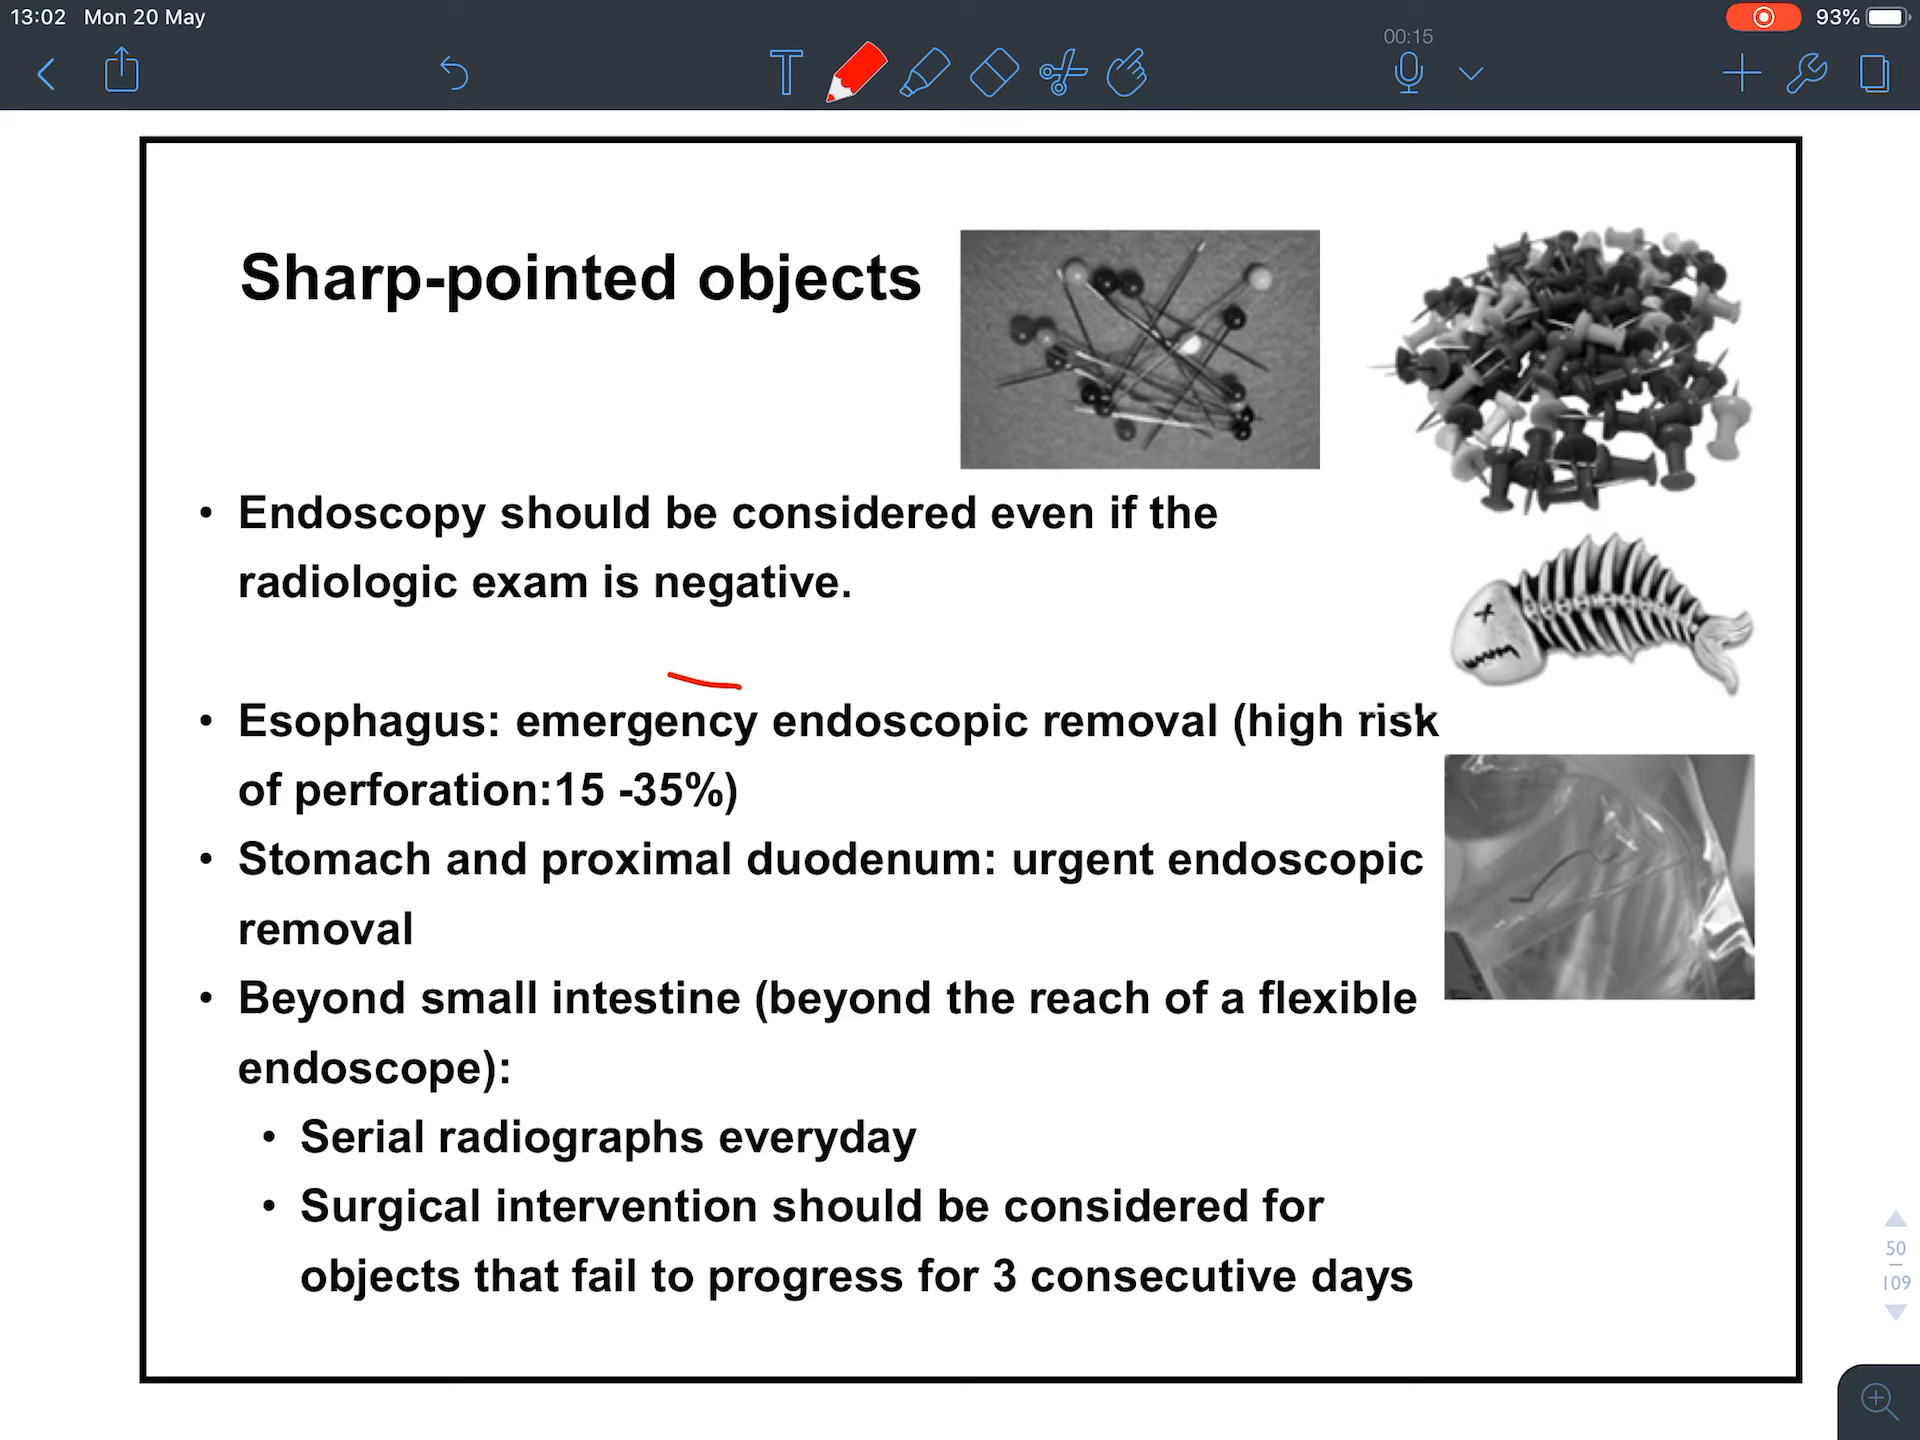 13:02 Mon 20 May
93%
00:15
Sharp-pointed objects
• Endoscopy should be considered even if the
radiologic exam is negative.
• Esophagus: emergency endoscopic removal (high risk
of perforation:15 -35%)
• Stomach and proximal duodenum: urgent endoscopic
removal
• Beyond small intestine (beyond the reach of a flexible
endoscope):
• Serial radiographs everyday
• Surgical intervention should be considered for
objects that fail to progress for 3 consecutive days
50
109